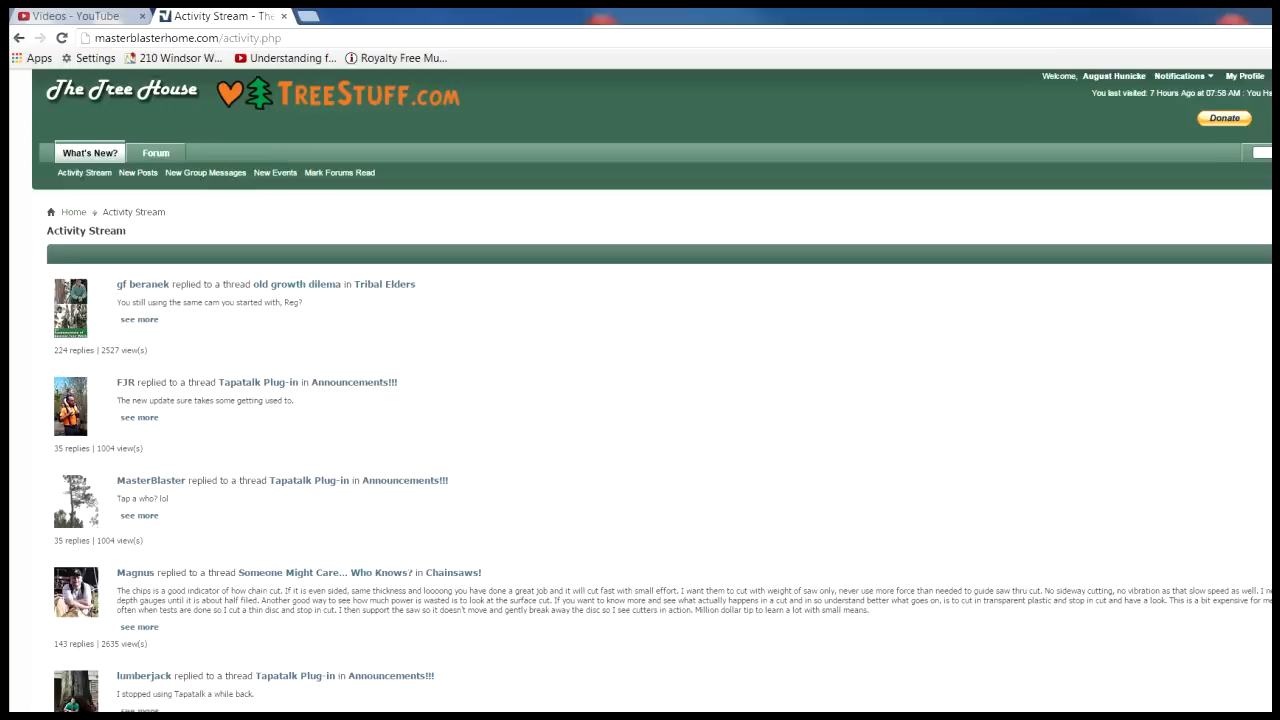 Videos - YouTube
Activity Stream - The
masterblasterhome.com/activity.php
Apps Settings 210 Windsor W... Understanding f... Royalty Free Mu...
The Tree House TREESTUFF.COM
Welcome, August Hunicke Notifications My Profile
You last visited: 7 Hours Ago at 07:58 AM : You Ha
Donate
What's New? Forum
Activity Stream New Posts New Group Messages New Events Mark Forums Read
Home Activity Stream
Activity Stream
gf beranek replied to a thread old growth dilema in Tribal Elders
You still using the same cam you started with, Reg?
see more
224 replies | 2527 view(s)
FJR replied to a thread Tapatalk Plug-in in Announcements!!!
The new update sure takes some getting used to.
see more
35 replies | 1004 view(s)
MasterBlaster replied to a thread Tapatalk Plug-in in Announcements!!!
Tap a who? lol
see more
35 replies | 1004 view(s)
Magnus replied to a thread Someone Might Care... Who Knows? in Chainsaws!
The chips is a good indicator of how chain cut. If it is even sided, same thickness and loooong you have done a great job and it will cut fast with small effort. I want them to cut with weight of saw only, never use more force than needed to guide saw thru cut. No sideway cutting, no vibration as that slow speed as well. I n
depth gauges until it is about half filled. Another good way to see how much power is wasted is to look at the surface cut. If you want to know more and see what actually happens in a cut and in so understand better what goes on, is to cut in transparent plastic and stop in cut and have a look. This is a bit expensive for me
often when tests are done so I cut a thin disc and stop in cut. I then support the saw so it doesn't move and gently break away the disc so I see cutters in action. Million dollar tip to learn a lot with small means.
see more
143 replies | 2635 view(s)
lumberjack replied to a thread Tapatalk Plug-in in Announcements!!!
I stopped using Tapatalk a while back.
see more